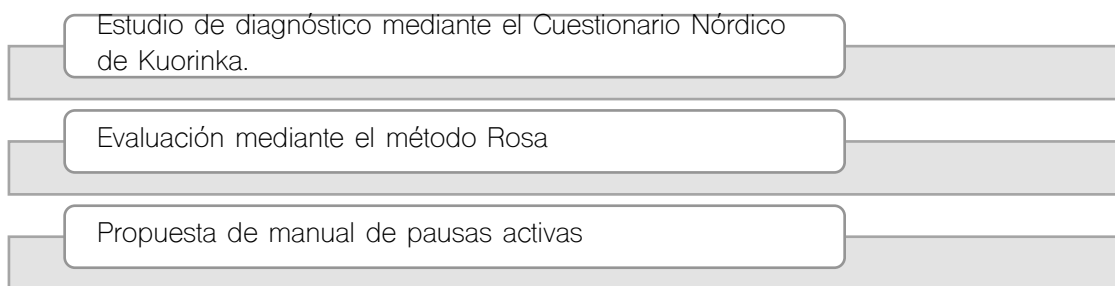 Estudio de diagnóstico mediante el Cuestionario Nórdico
de Kuorinka.
Evaluación mediante el método Rosa
Propuesta de manual de pausas activas